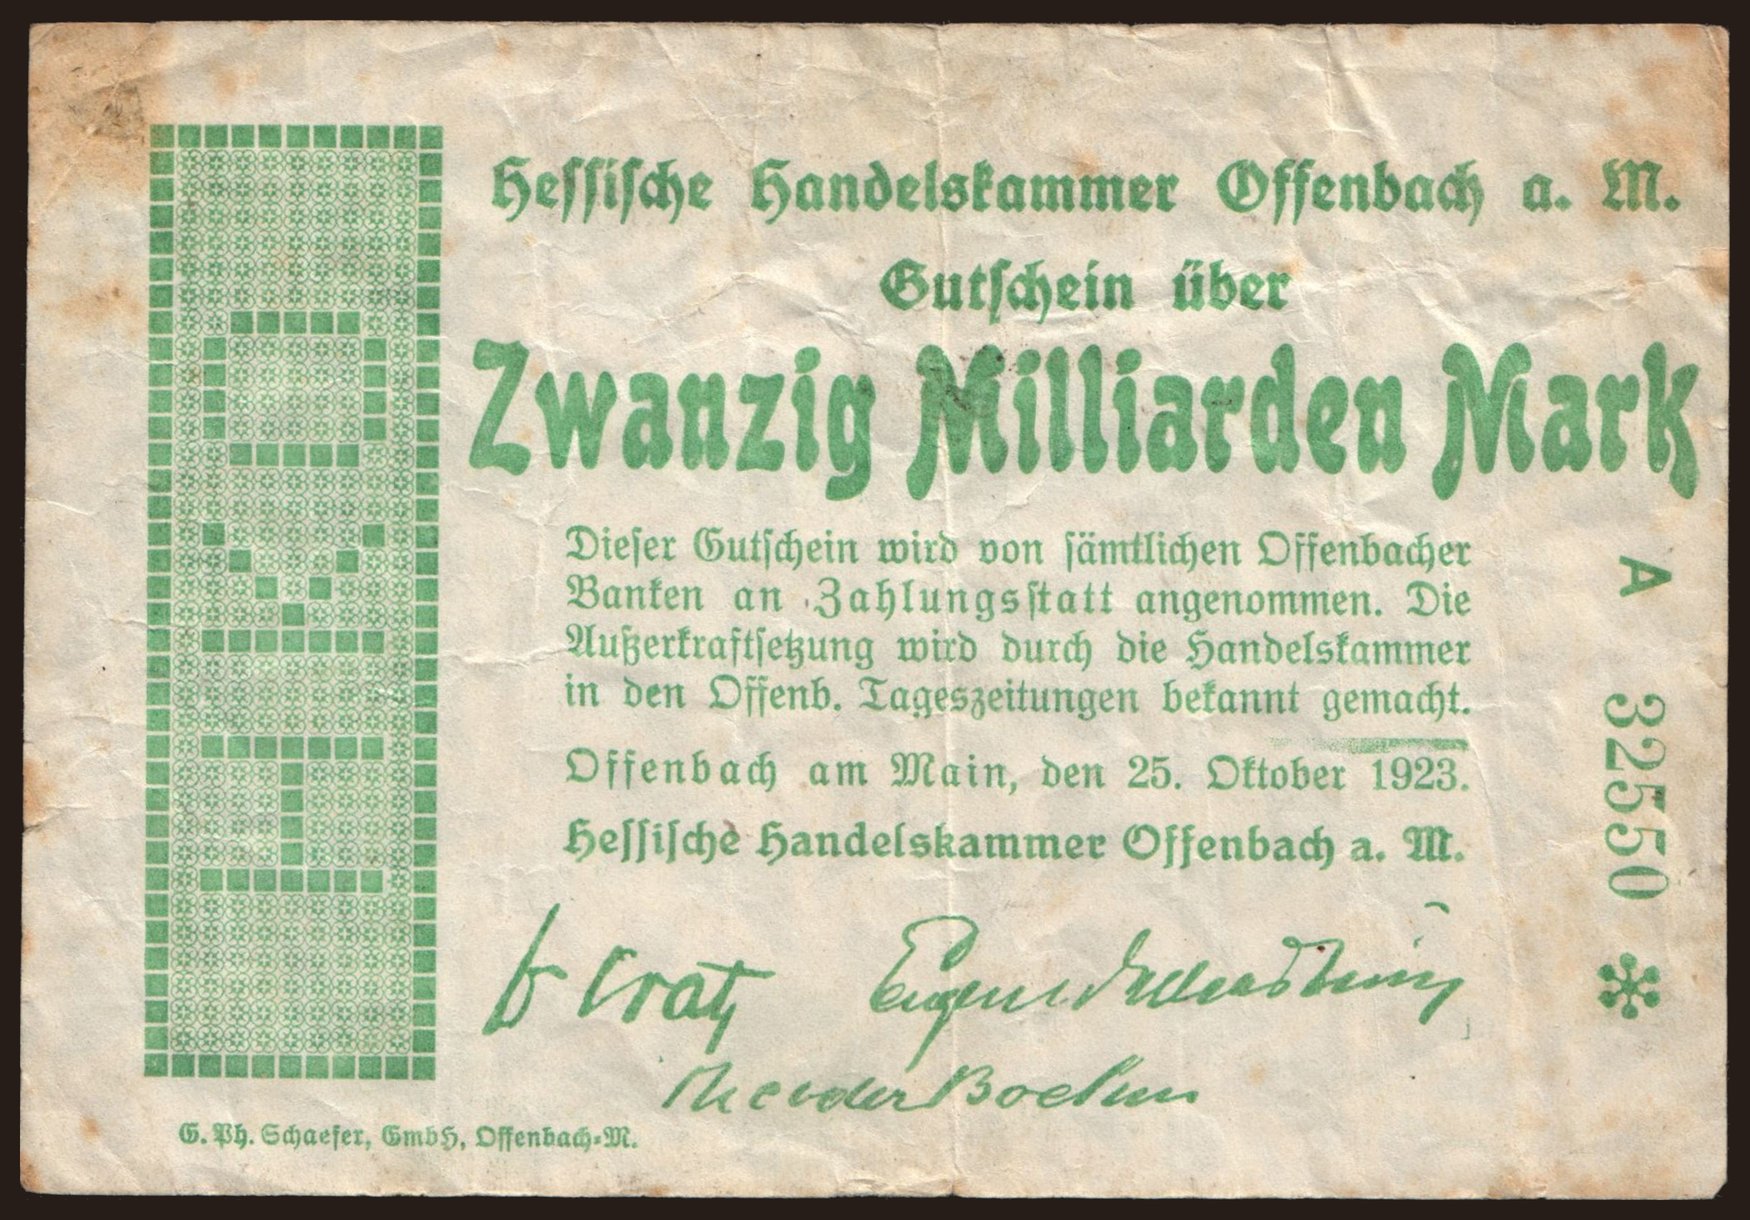 Hessische Handelskammer Offenbach a. M.
Gutschein über
Zwanzig Milliarden Mark
Dieser Gutschein wird von sämtlichen Offenbacher
Banken an Zahlungsstatt angenommen. Die
Außerkraftsetzung wird durch die Handelskammer
in den Offenb. Tageszeitungen bekannt gemacht.
Offenbach am Main, den 25. Oktober 1923.
Hessische Handelskammer Offenbach a. M.
Theodor Boehm
G. Ph. Schaefer, GmbH, Offenbach-M.
A 32550 *
H K O